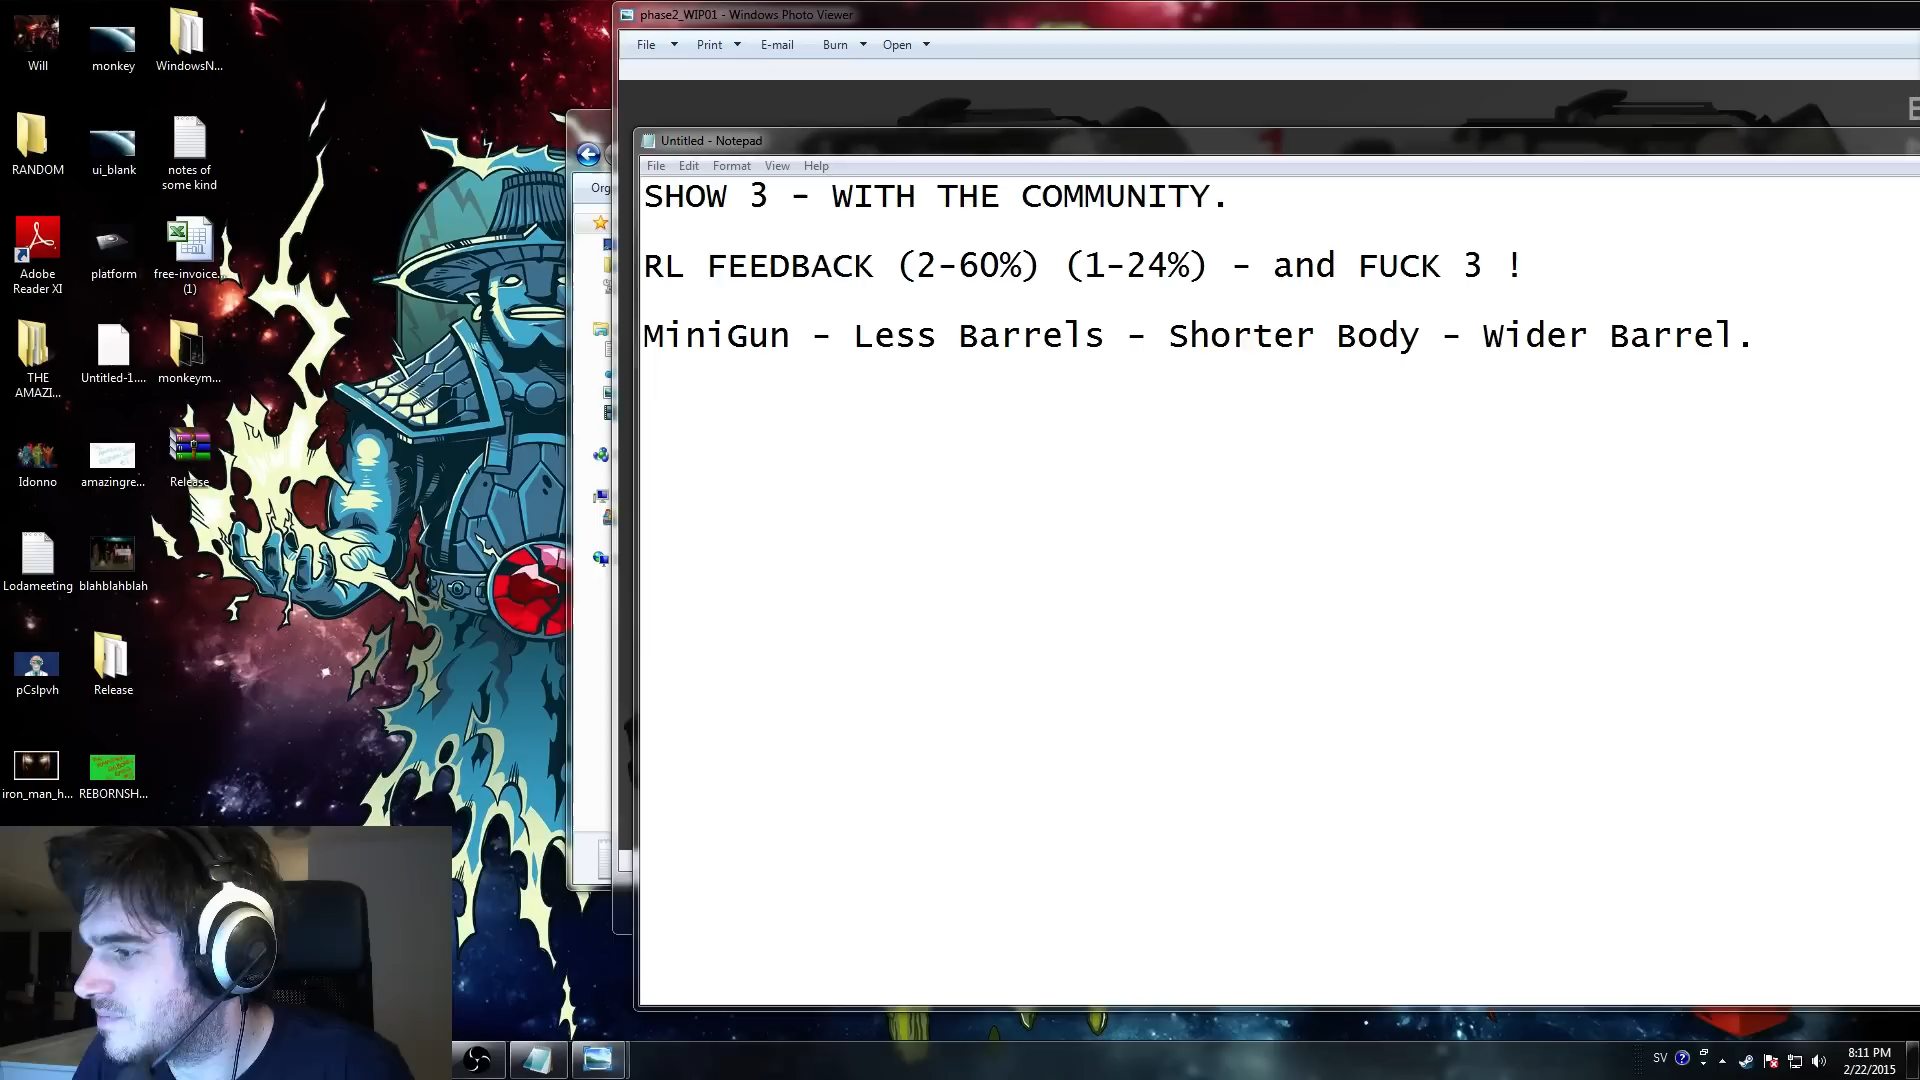 phase2_WIP01 - Windows Photo Viewer
File Print E-mail Burn Open
Untitled - Notepad
File Edit Format View Help
SHOW 3 - WITH THE COMMUNITY.
RL FEEDBACK (2-60%) (1-24%) - and FUCK 3 !
MiniGun - Less Barrels - Shorter Body - Wider Barrel.
Org
Will
monkey
WindowsN...
RANDOM
ui_blank
notes of
some kind
Adobe
Reader XI
platform
free-invoice...
(1)
THE
AMAZI...
Untitled-1....
monkeym...
Idonno
amazingre...
Release
Lodameeting
blahblahblah
pCslpvh
Release
iron_man_h...
REBORNSH...
SV
8:11 PM
2/22/2015